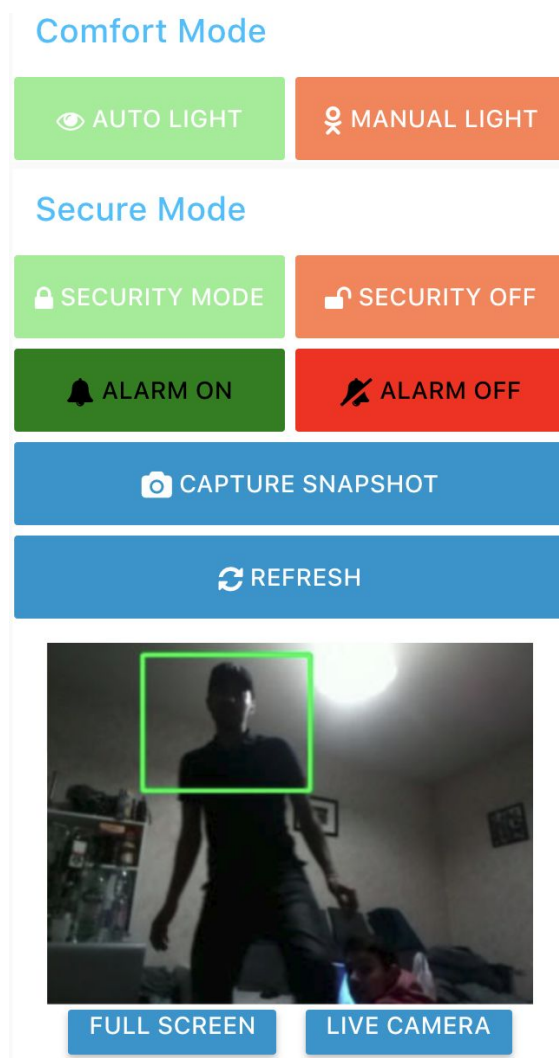 Comfort Mode
AUTO LIGHT MANUAL LIGHT
Secure Mode
SECURITY MODE SECURITY OFF
ALARM ON ALARM OFF
CAPTURE SNAPSHOT
REFRESH
FULL SCREEN LIVE CAMERA